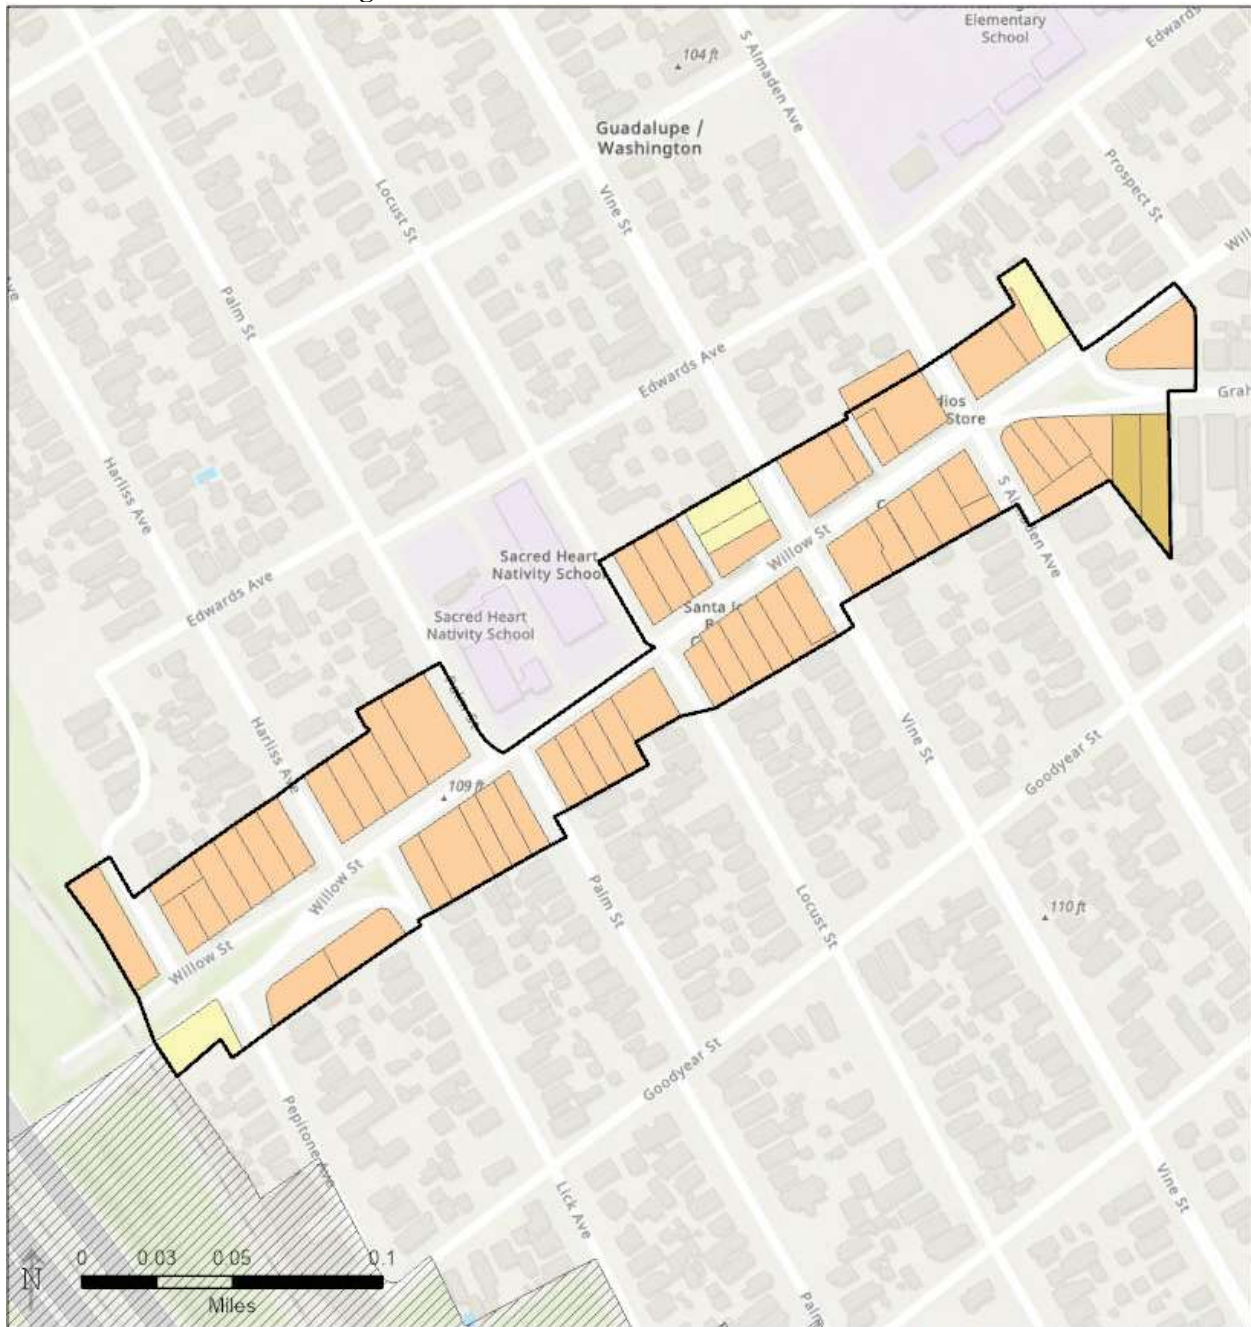 Elementary
School
Edwards
S Almaden Ave
104 ft
Guadalupe /
Washington
Prospect St
Locust St
Vine St
Palm St
Edwards Ave
Harliss Ave
Store
S Almaden Ave
Willow St
Sacred Heart
Nativity School
Sacred Heart
Nativity School
Santa
Edwards Ave
Harliss Ave
109 ft
Vine St
Goodyear St
Willow St
Palm St
Locust St
110 ft
Willow St
Goodyear St
Pepitone Ave
Lick Ave
Vine St
Palm
N
0 0.03 0.05 0.1
Miles